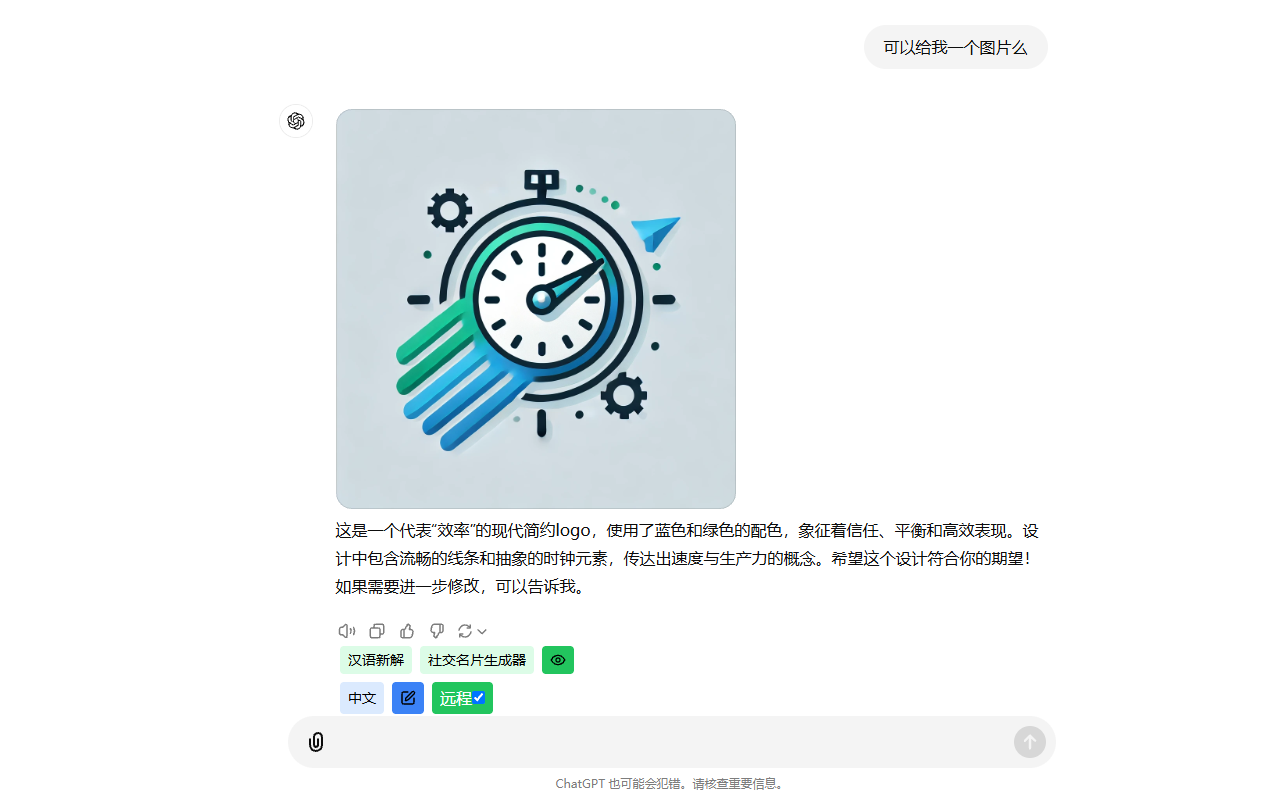 可以给我一个图片么
这是一个代表“效率”的现代简约logo，使用了蓝色和绿色的配色，象征着信任、平衡和高效表现。设
计中包含流畅的线条和抽象的时钟元素，传达出速度与生产力的概念。希望这个设计符合你的期望！
如果需要进一步修改，可以告诉我。
汉语新解 社交名片生成器
中文 远程
ChatGPT 也可能会犯错。请核查重要信息。